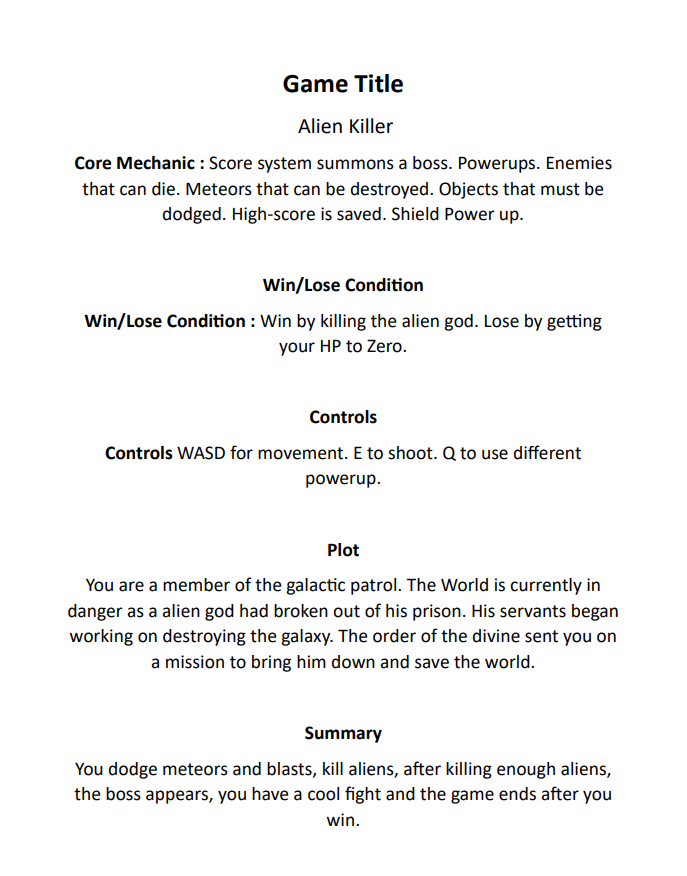 Game Title
Alien Killer
Core Mechanic : Score system summons a boss. Powerups. Enemies
that can die. Meteors that can be destroyed. Objects that must be
dodged. High-score is saved. Shield Power up.
Win/Lose Condition
Win/Lose Condition : Win by killing the alien god. Lose by getting
your HP to Zero.
Controls
Controls WASD for movement. E to shoot. Q to use different
powerup.
Plot
You are a member of the galactic patrol. The World is currently in
danger as a alien god had broken out of his prison. His servants began
working on destroying the galaxy. The order of the divine sent you on
a mission to bring him down and save the world.
Summary
You dodge meteors and blasts, kill aliens, after killing enough aliens,
the boss appears, you have a cool fight and the game ends after you
win.